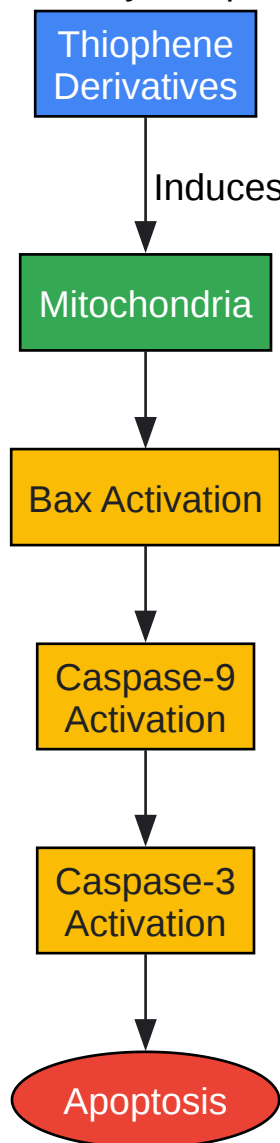 Thiophene
Derivatives
Induces
Mitochondria
Bax Activation
Caspase-9
Activation
Caspase-3
Activation
Apoptosis